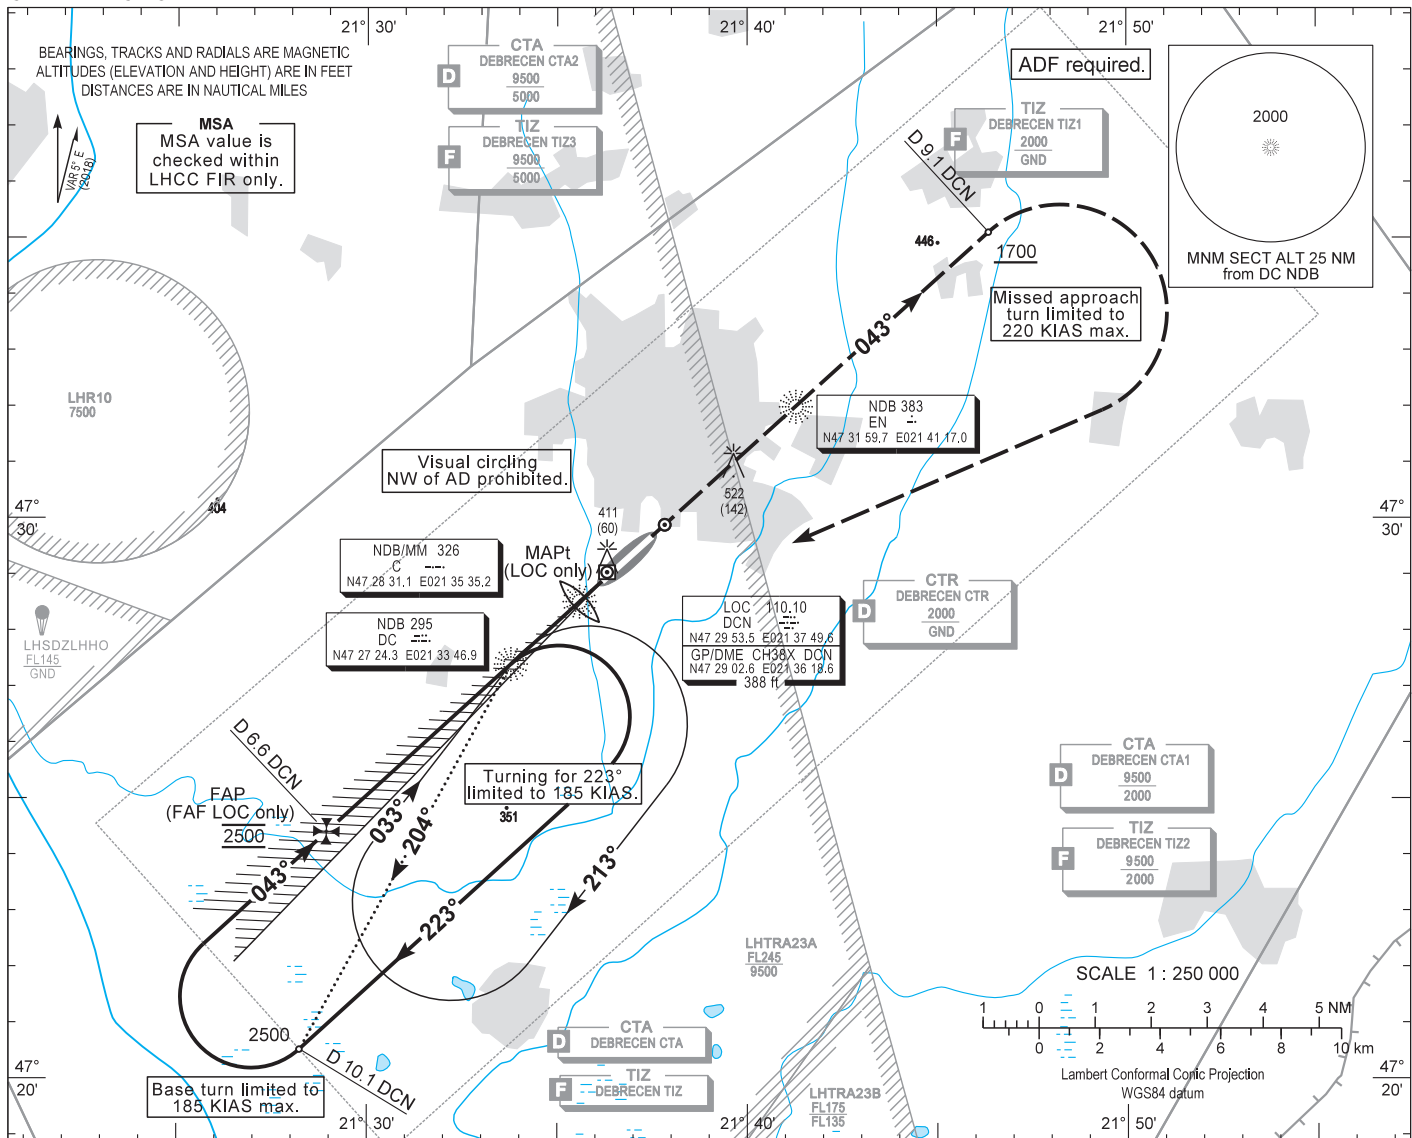 21° 30'
21° 40'
21° 50'
BEARINGS, TRACKS AND RADIALS ARE MAGNETIC
ALTITUDES (ELEVATION AND HEIGHT) ARE IN FEET
DISTANCES ARE IN NAUTICAL MILES
VAR 5° E
(2018)
MSA
MSA value is
checked within
LHCC FIR only.
CTA
D
DEBRECEN CTA2
9500
5000
TIZ
F
DEBRECEN TIZ3
9500
5000
ADF required.
TIZ
F
DEBRECEN TIZ1
2000
GND
2000
MNM SECT ALT 25 NM
from DC NDB
D 9.1 DCN
446
1700
Missed approach
turn limited to
220 KIAS max.
043°
LHR10
7500
NDB 383
EN
N47 31 59.7 E021 41 17.0
Visual circling
NW of AD prohibited.
404
47°
30'
47°
30'
522
(142)
411
(60)
MAPt
(LOC only)
NDB/MM 326
C
N47 28 31.1 E021 35 35.2
NDB 295
DC
N47 27 24.3 E021 33 46.9
LOC 110.10
DCN
N47 29 53.5 E021 37 49.6
GP/DME CH38X DCN
N47 29 02.6 E021 36 18.6
388 ft
CTR
D
DEBRECEN CTR
2000
GND
LHSDZLHHO
FL145
GND
D 6.6 DCN
FAP
(FAF LOC only)
2500
Turning for 223°
limited to 185 KIAS.
351
033°
204°
043°
213°
223°
CTA
D
DEBRECEN CTA1
9500
2000
TIZ
F
DEBRECEN TIZ2
9500
2000
LHTRA23A
FL245
9500
SCALE 1 : 250 000
1 0 1 2 3 4 5 NM
0 2 4 6 8 10 km
Lambert Conformal Conic Projection
WGS84 datum
2500
D 10.1 DCN
CTA
D
DEBRECEN CTA
TIZ
F
DEBRECEN TIZ
Base turn limited to
185 KIAS max.
LHTRA23B
FL175
FL135
47°
20'
47°
20'
21° 30'
21° 40'
21° 50'